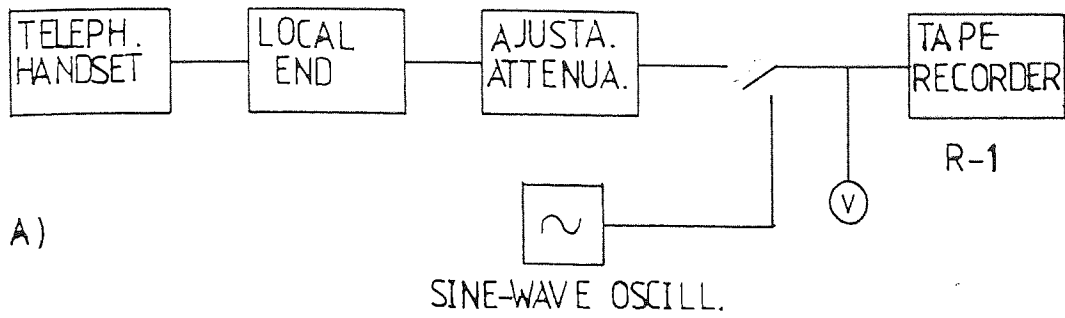 TELEPH.
HANDSET
LOCAL
END
AJUSTA.
ATTENUA.
TAPE
RECORDER
R-1
V
A)
SINE-WAVE OSCILL.